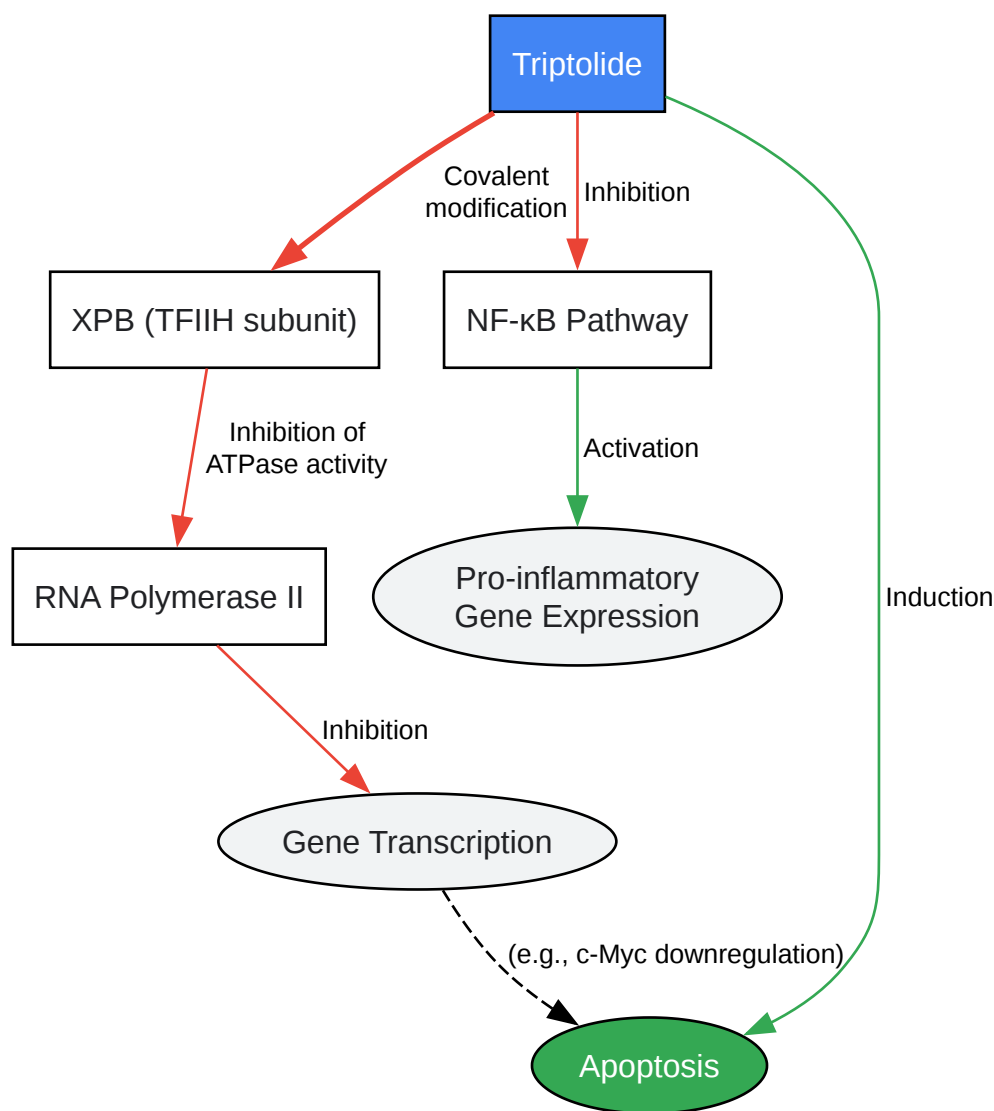 Triptolide
Covalent
modification
Inhibition
XPB (TFIIH subunit)
NF-κB Pathway
Inhibition of
ATPase activity
Activation
RNA Polymerase II
Pro-inflammatory
Gene Expression
Induction
Inhibition
Gene Transcription
(e.g., c-Myc downregulation)
Apoptosis